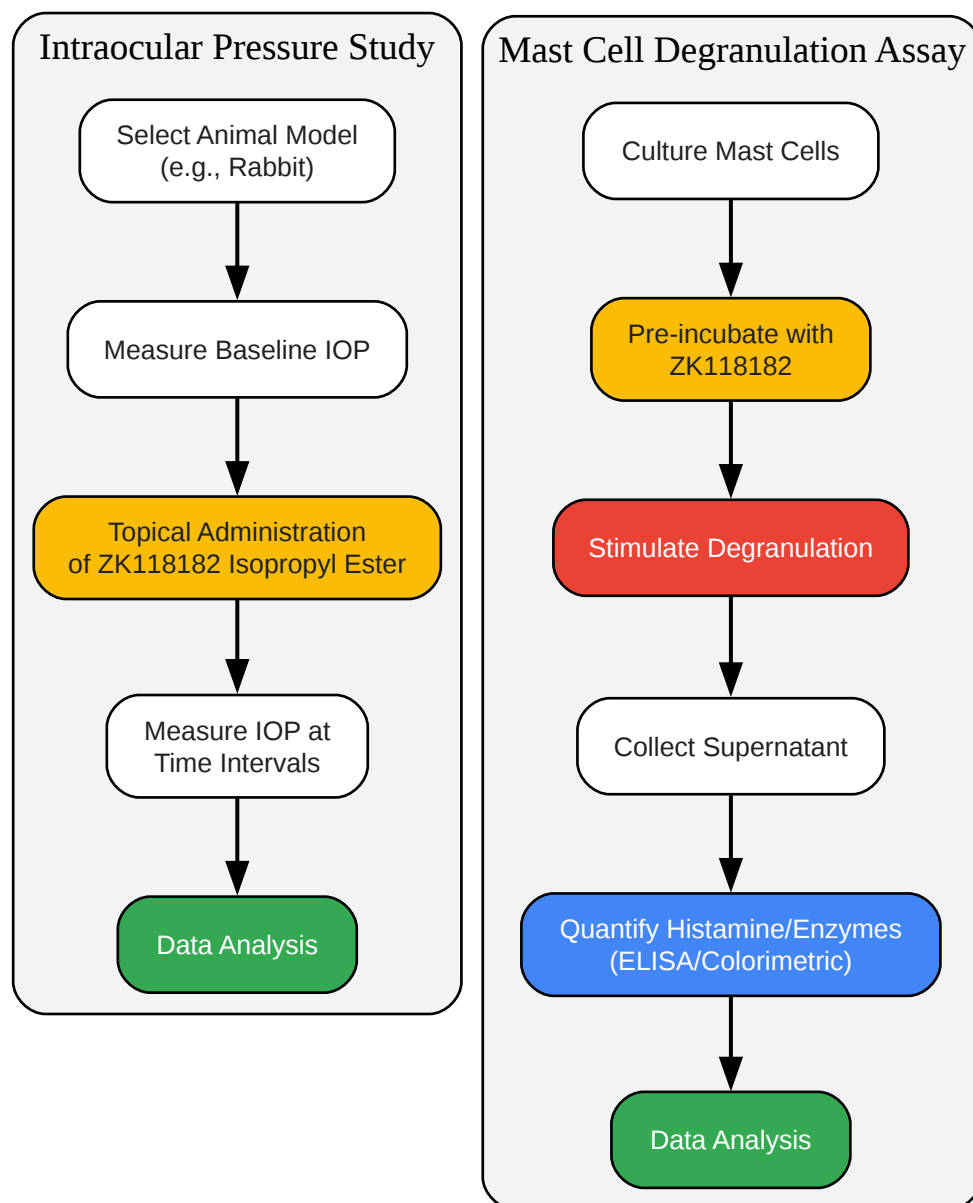 Intraocular Pressure Study
Select Animal Model
(e.g., Rabbit)
Measure Baseline IOP
Topical Administration
of ZK118182 Isopropyl Ester
Measure IOP at
Time Intervals
Data Analysis
Mast Cell Degranulation Assay
Culture Mast Cells
Pre-incubate with
ZK118182
Stimulate Degranulation
Collect Supernatant
Quantify Histamine/Enzymes
(ELISA/Colorimetric)
Data Analysis